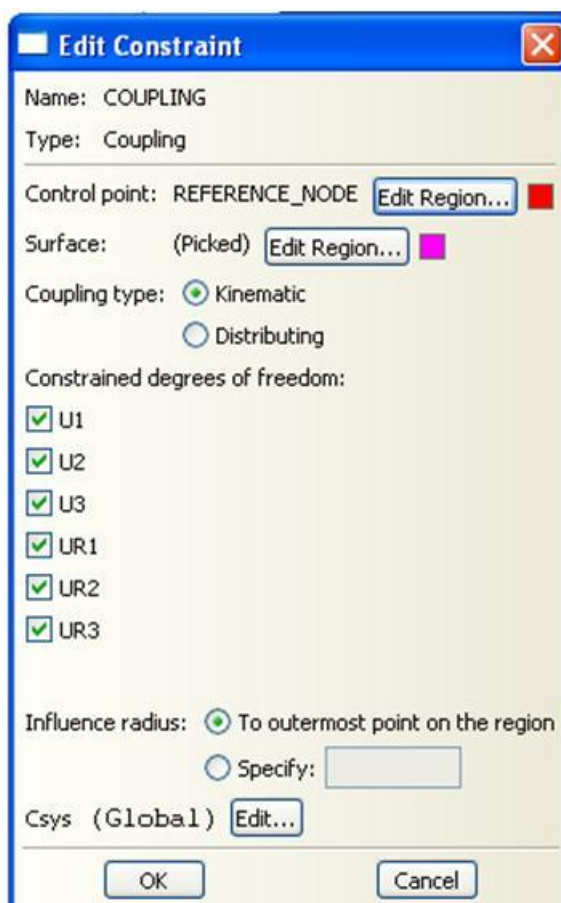 Edit Constraint
Name: COUPLING
Type: Coupling
Control point: REFERENCE_NODE Edit Region...
Surface: (Picked) Edit Region...
Coupling type: Kinematic
Distributing
Constrained degrees of freedom:
U1
U2
U3
UR1
UR2
UR3
Influence radius: To outermost point on the region
Specify:
Csys (Global) Edit...
OK Cancel